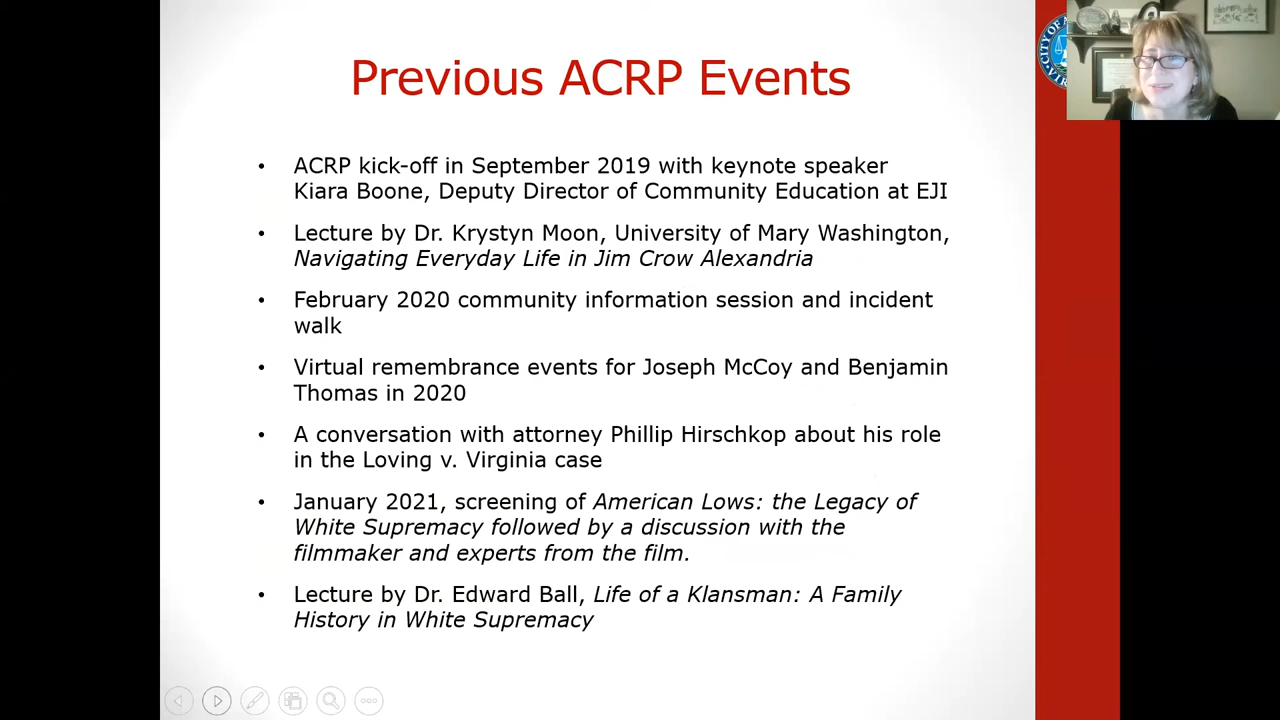 Previous ACRP Events
• ACRP kick-off in September 2019 with keynote speaker
Kiara Boone, Deputy Director of Community Education at EJI
• Lecture by Dr. Krystyn Moon, University of Mary Washington,
Navigating Everyday Life in Jim Crow Alexandria
• February 2020 community information session and incident
walk
• Virtual remembrance events for Joseph McCoy and Benjamin
Thomas in 2020
• A conversation with attorney Phillip Hirschkop about his role
in the Loving v. Virginia case
• January 2021, screening of American Lows: the Legacy of
White Supremacy followed by a discussion with the
filmmaker and experts from the film.
• Lecture by Dr. Edward Ball, Life of a Klansman: A Family
History in White Supremacy
CITY OF